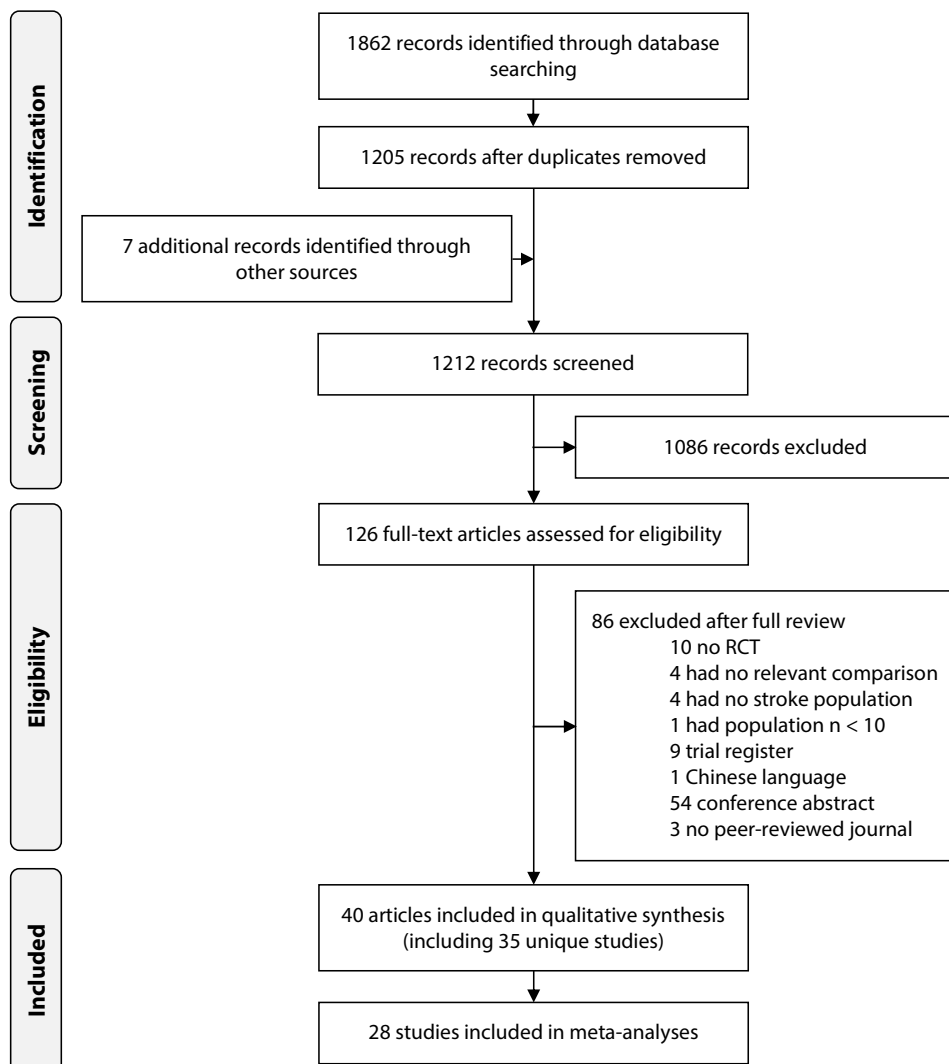 Identification
1862 records identified through database
searching
1205 records after duplicates removed
7 additional records identified through
other sources
Screening
1212 records screened
1086 records excluded
Eligibility
126 full-text articles assessed for eligibility
86 excluded after full review
10 no RCT
4 had no relevant comparison
4 had no stroke population
1 had population n < 10
9 trial register
1 Chinese language
54 conference abstract
3 no peer-reviewed journal
Included
40 articles included in qualitative synthesis
(including 35 unique studies)
28 studies included in meta-analyses